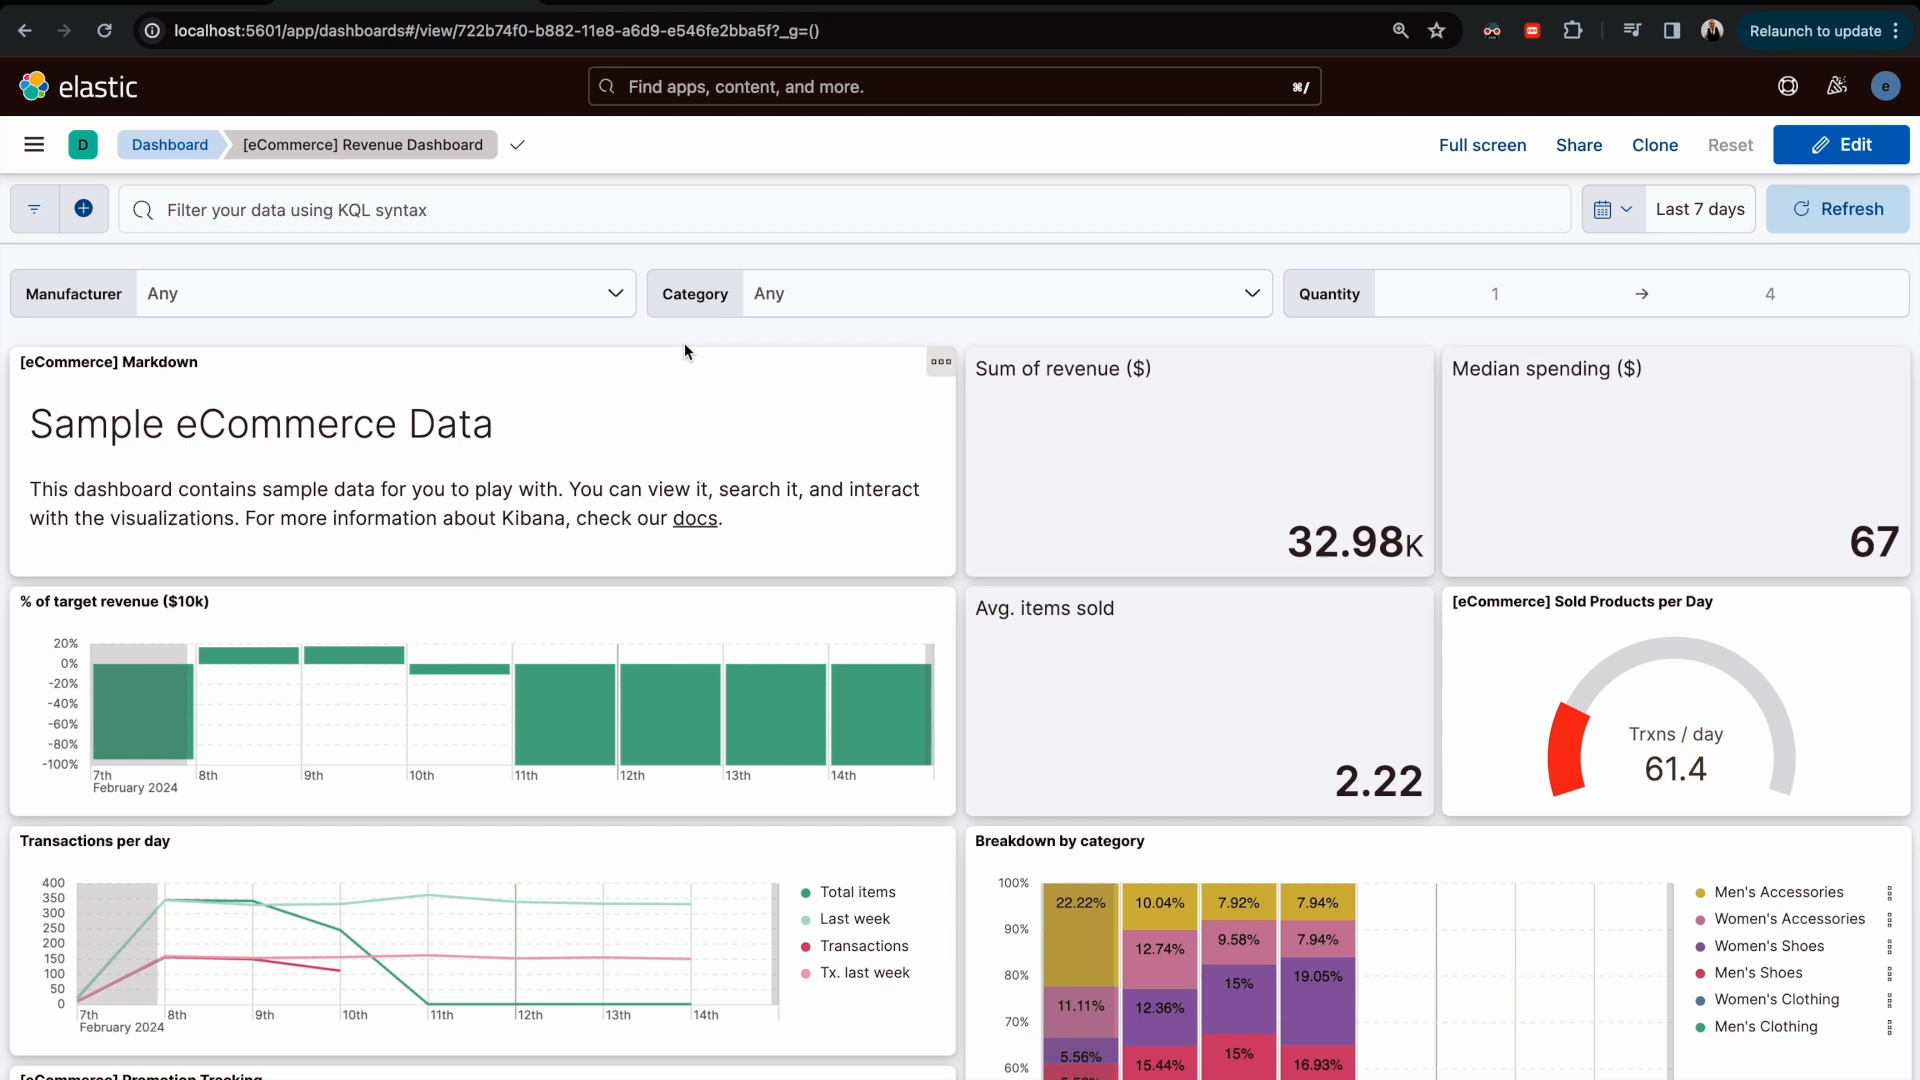 localhost:5601/app/dashboards#/view/722b74f0-b882-11e8-a6d9-e546fe2bba5f?_g=()
Relaunch to update
elastic
Find apps, content, and more.
⌘/
e
D
Dashboard
[eCommerce] Revenue Dashboard
Full screen
Share
Clone
Reset
Edit
Filter your data using KQL syntax
Last 7 days
Refresh
Manufacturer
Any
Category
Any
Quantity
1
→
4
[eCommerce] Markdown
Sample eCommerce Data
This dashboard contains sample data for you to play with. You can view it, search it, and interact
with the visualizations. For more information about Kibana, check our docs.
Sum of revenue ($)
32.98K
Median spending ($)
67
% of target revenue ($10k)
20%
0%
-20%
-40%
-60%
-80%
-100%
7th
8th
9th
10th
11th
12th
13th
14th
February 2024
Avg. items sold
2.22
[eCommerce] Sold Products per Day
Trxns / day
61.4
Transactions per day
400
350
300
250
200
150
100
50
0
7th
8th
9th
10th
11th
12th
13th
14th
February 2024
Total items
Last week
Transactions
Tx. last week
Breakdown by category
100%
90%
80%
70%
60%
22.22%
10.04%
7.92%
7.94%
12.74%
9.58%
7.94%
11.11%
12.36%
15%
19.05%
5.56%
15.44%
15%
16.93%
Men's Accessories
Women's Accessories
Women's Shoes
Men's Shoes
Women's Clothing
Men's Clothing
[eCommerce] Promotion Tracking